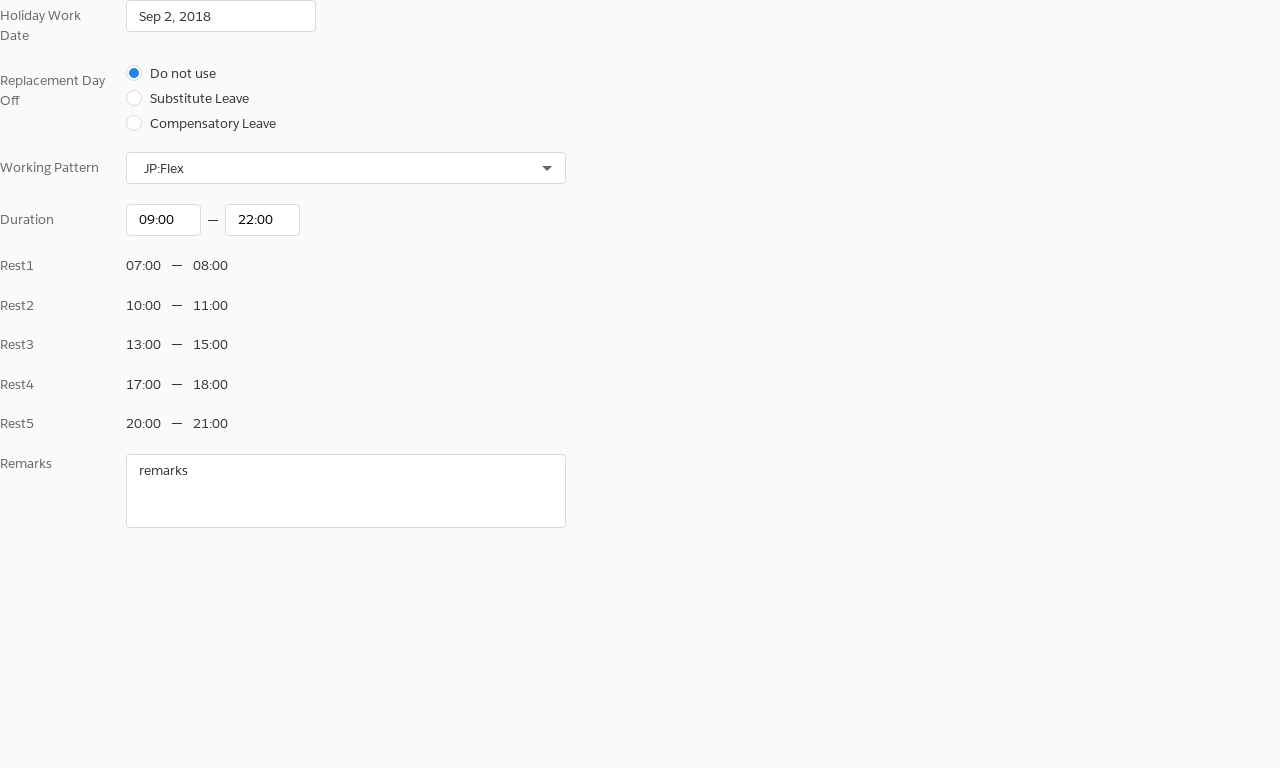 Holiday Work
Date
Sep 2, 2018
Replacement Day
Off
Do not use
Substitute Leave
Compensatory Leave
Working Pattern
JP:Flex
Duration
09:00 — 22:00
Rest1
07:00 — 08:00
Rest2
10:00 — 11:00
Rest3
13:00 — 15:00
Rest4
17:00 — 18:00
Rest5
20:00 — 21:00
Remarks
remarks